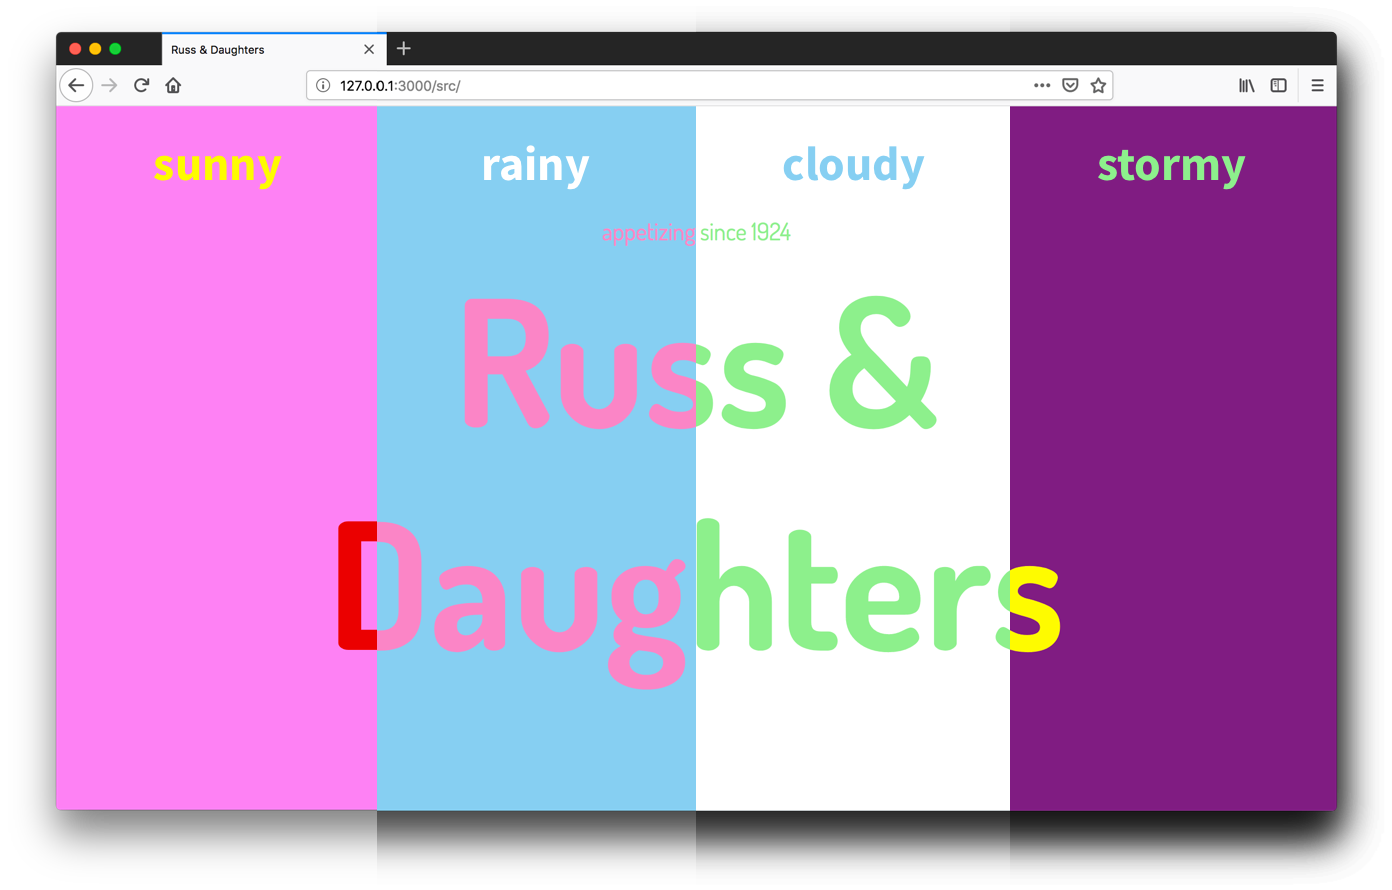 Russ & Daughters
127.0.0.1:3000/src/
sunny rainy cloudy stormy
appetizing since 1924
Russ &
Daughters